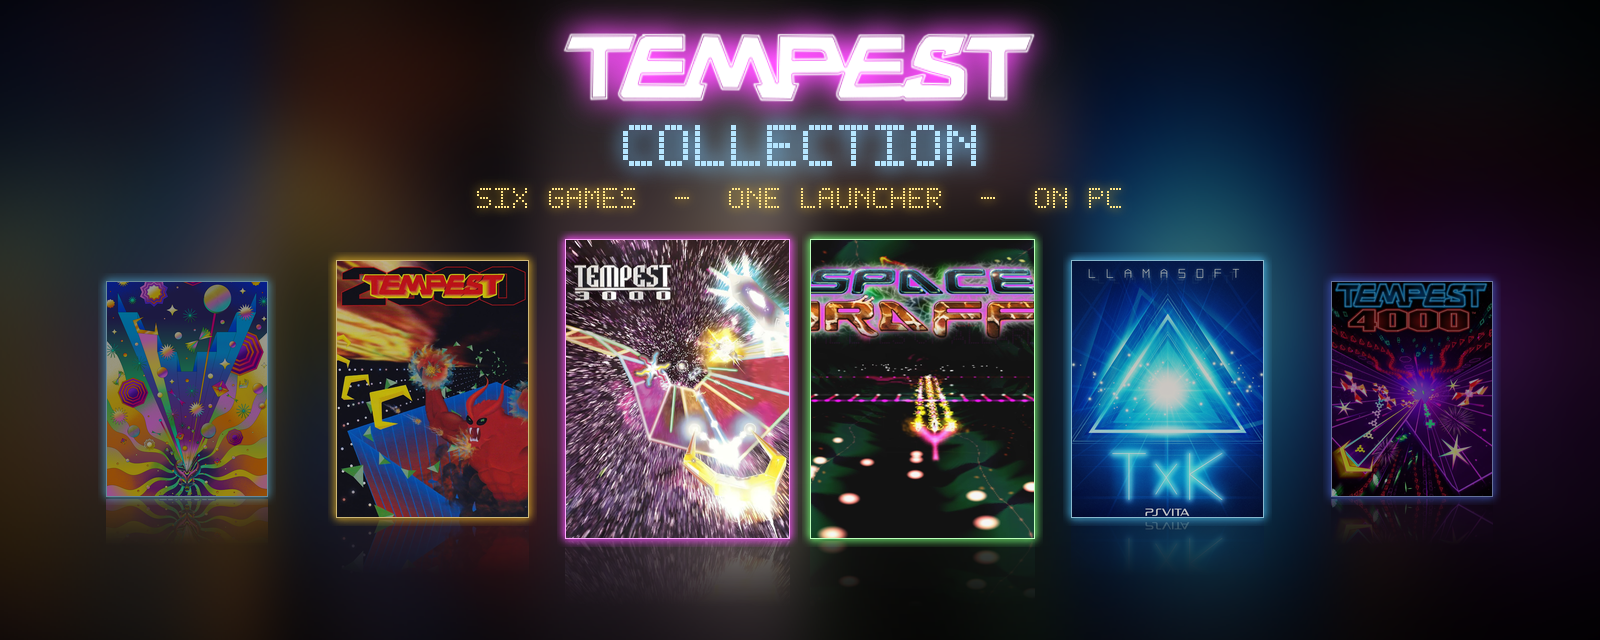 TEMPEST
COLLECTION
SIX GAMES - ONE LAUNCHER - ON PC
TEMPEST
TEMPEST
3000
SPACE
GIRAFFE
LLAMASOFT
TxK
PSVITA
TEMPEST
4000